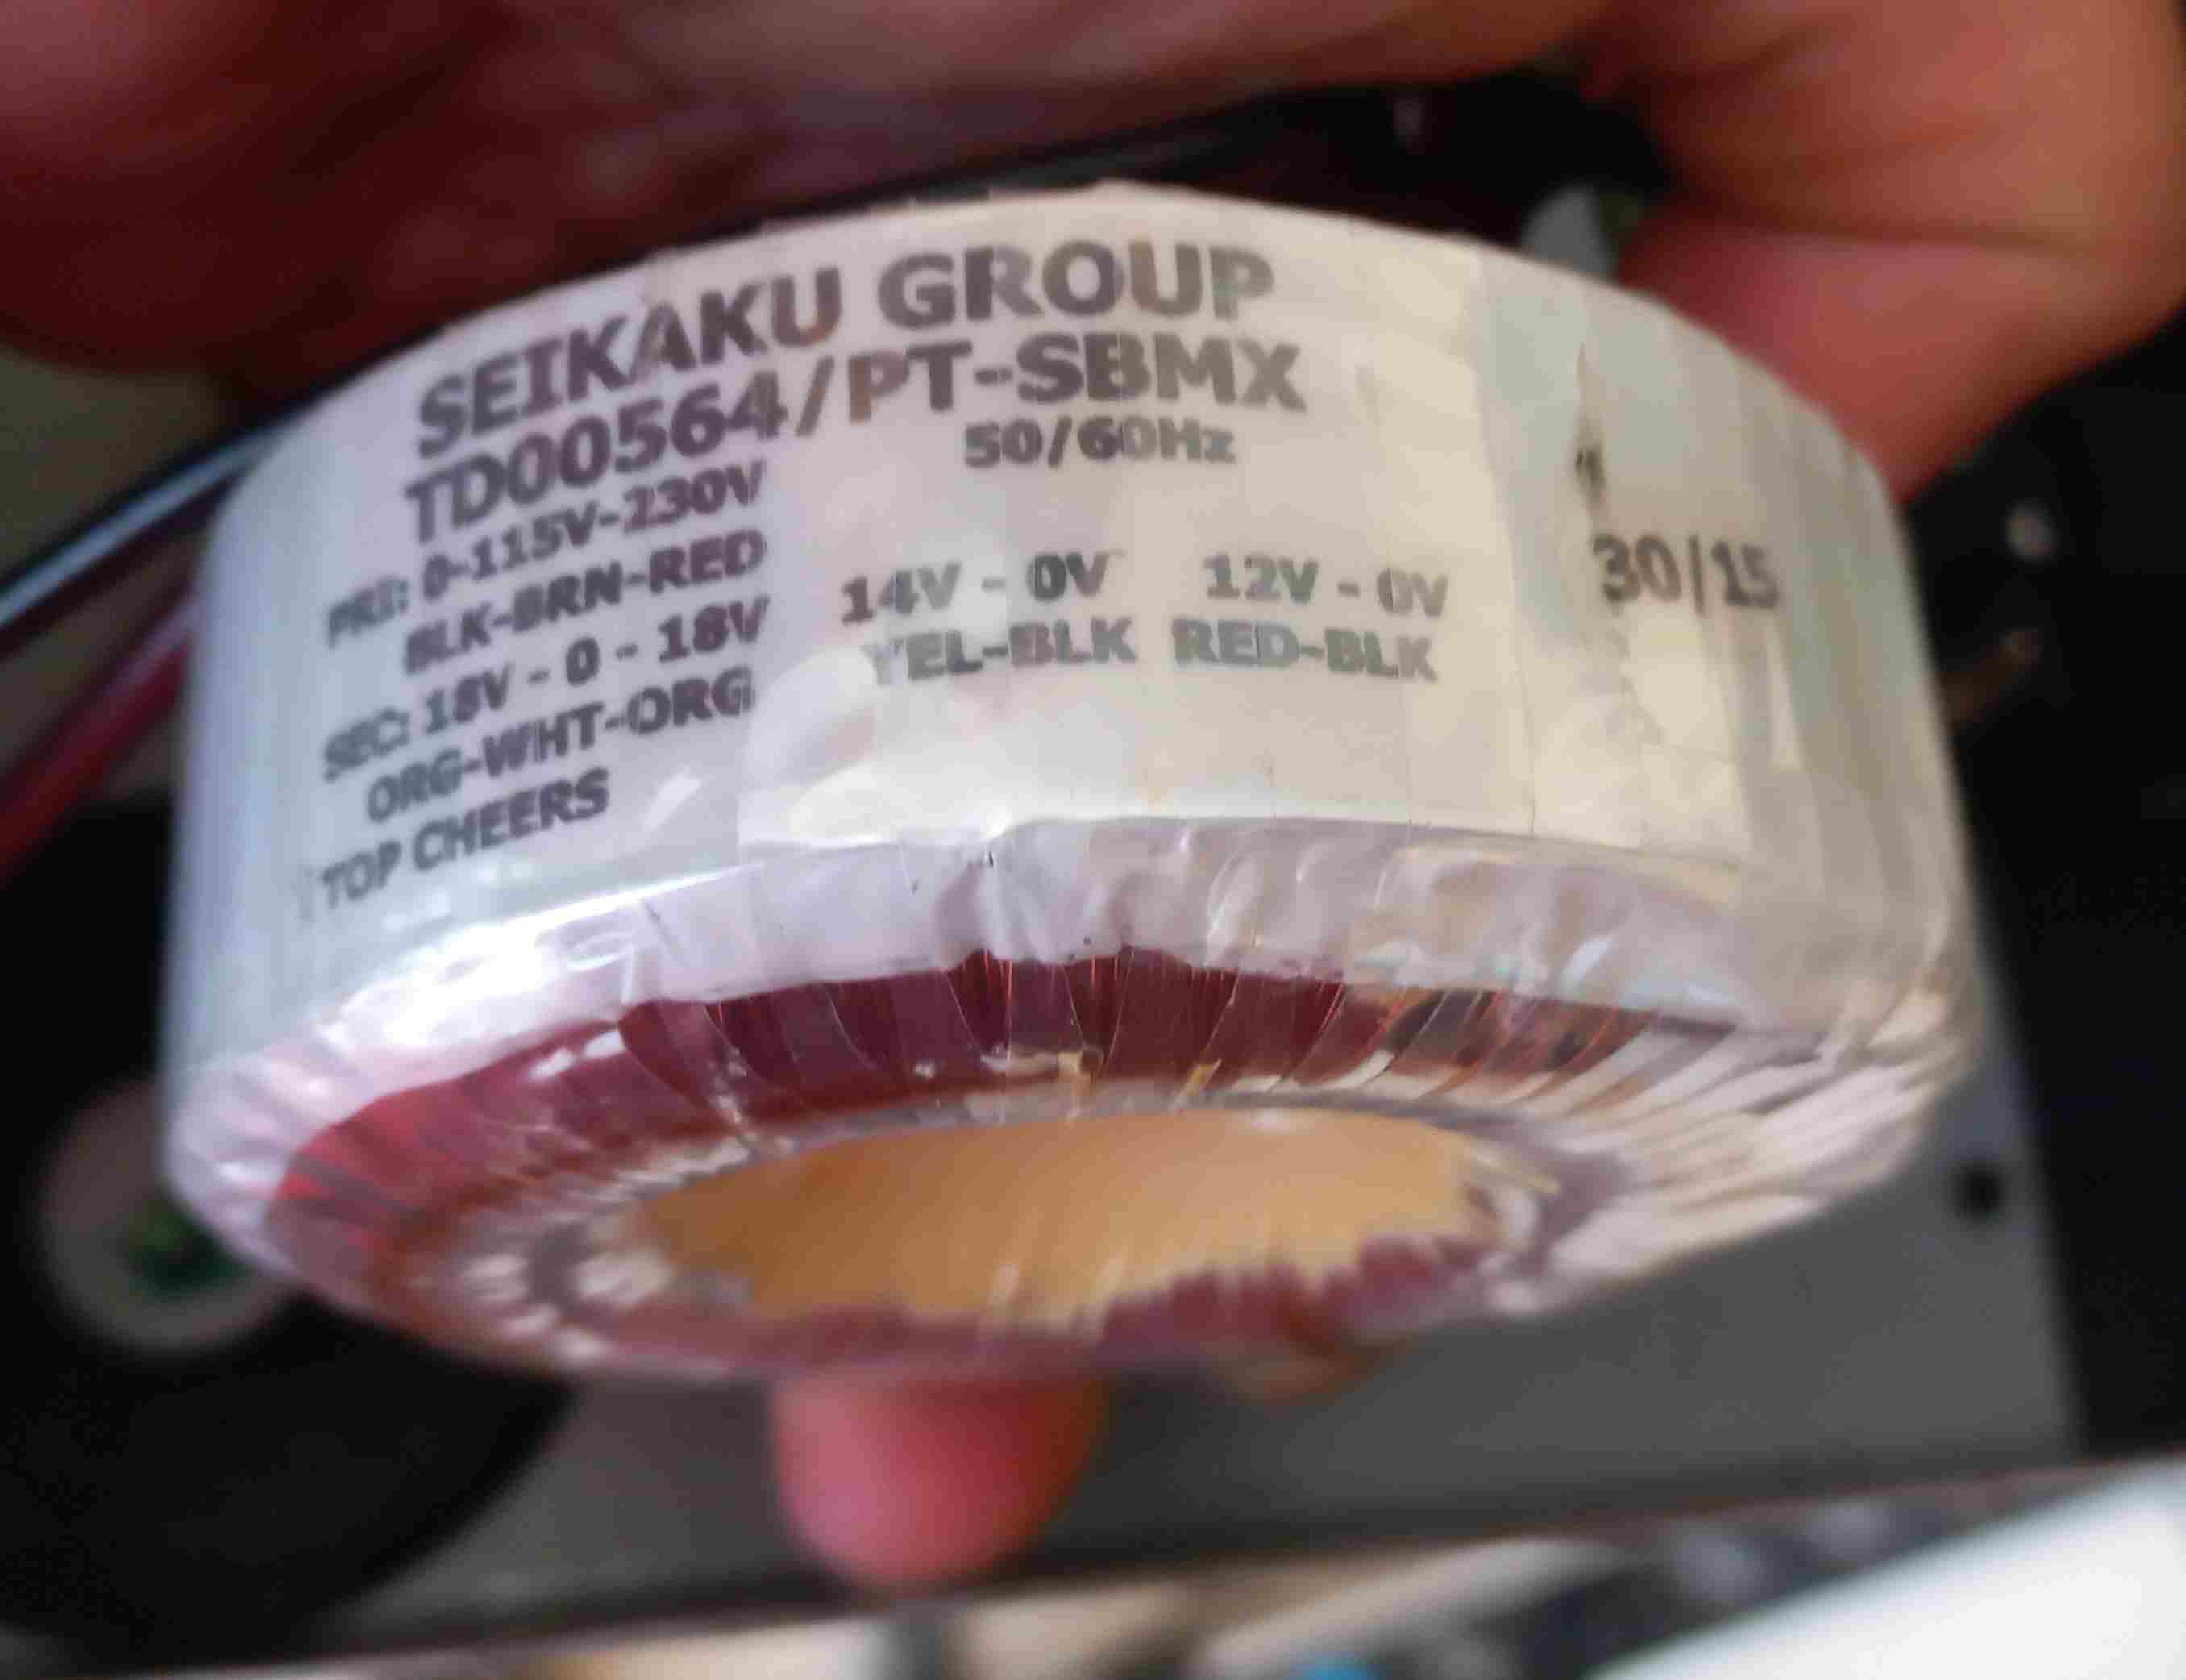 SEIKAKU GROUP
TD00564/PT-SBMX
50/60Hz
PRI: 0-115V-230V
BLK-BRN-RED
SEC: 18V - 0 - 18V
ORG-WHT-ORG
14V - 0V 12V - 0V
YEL-BLK RED-BLK
TOP CHEERS
30/15